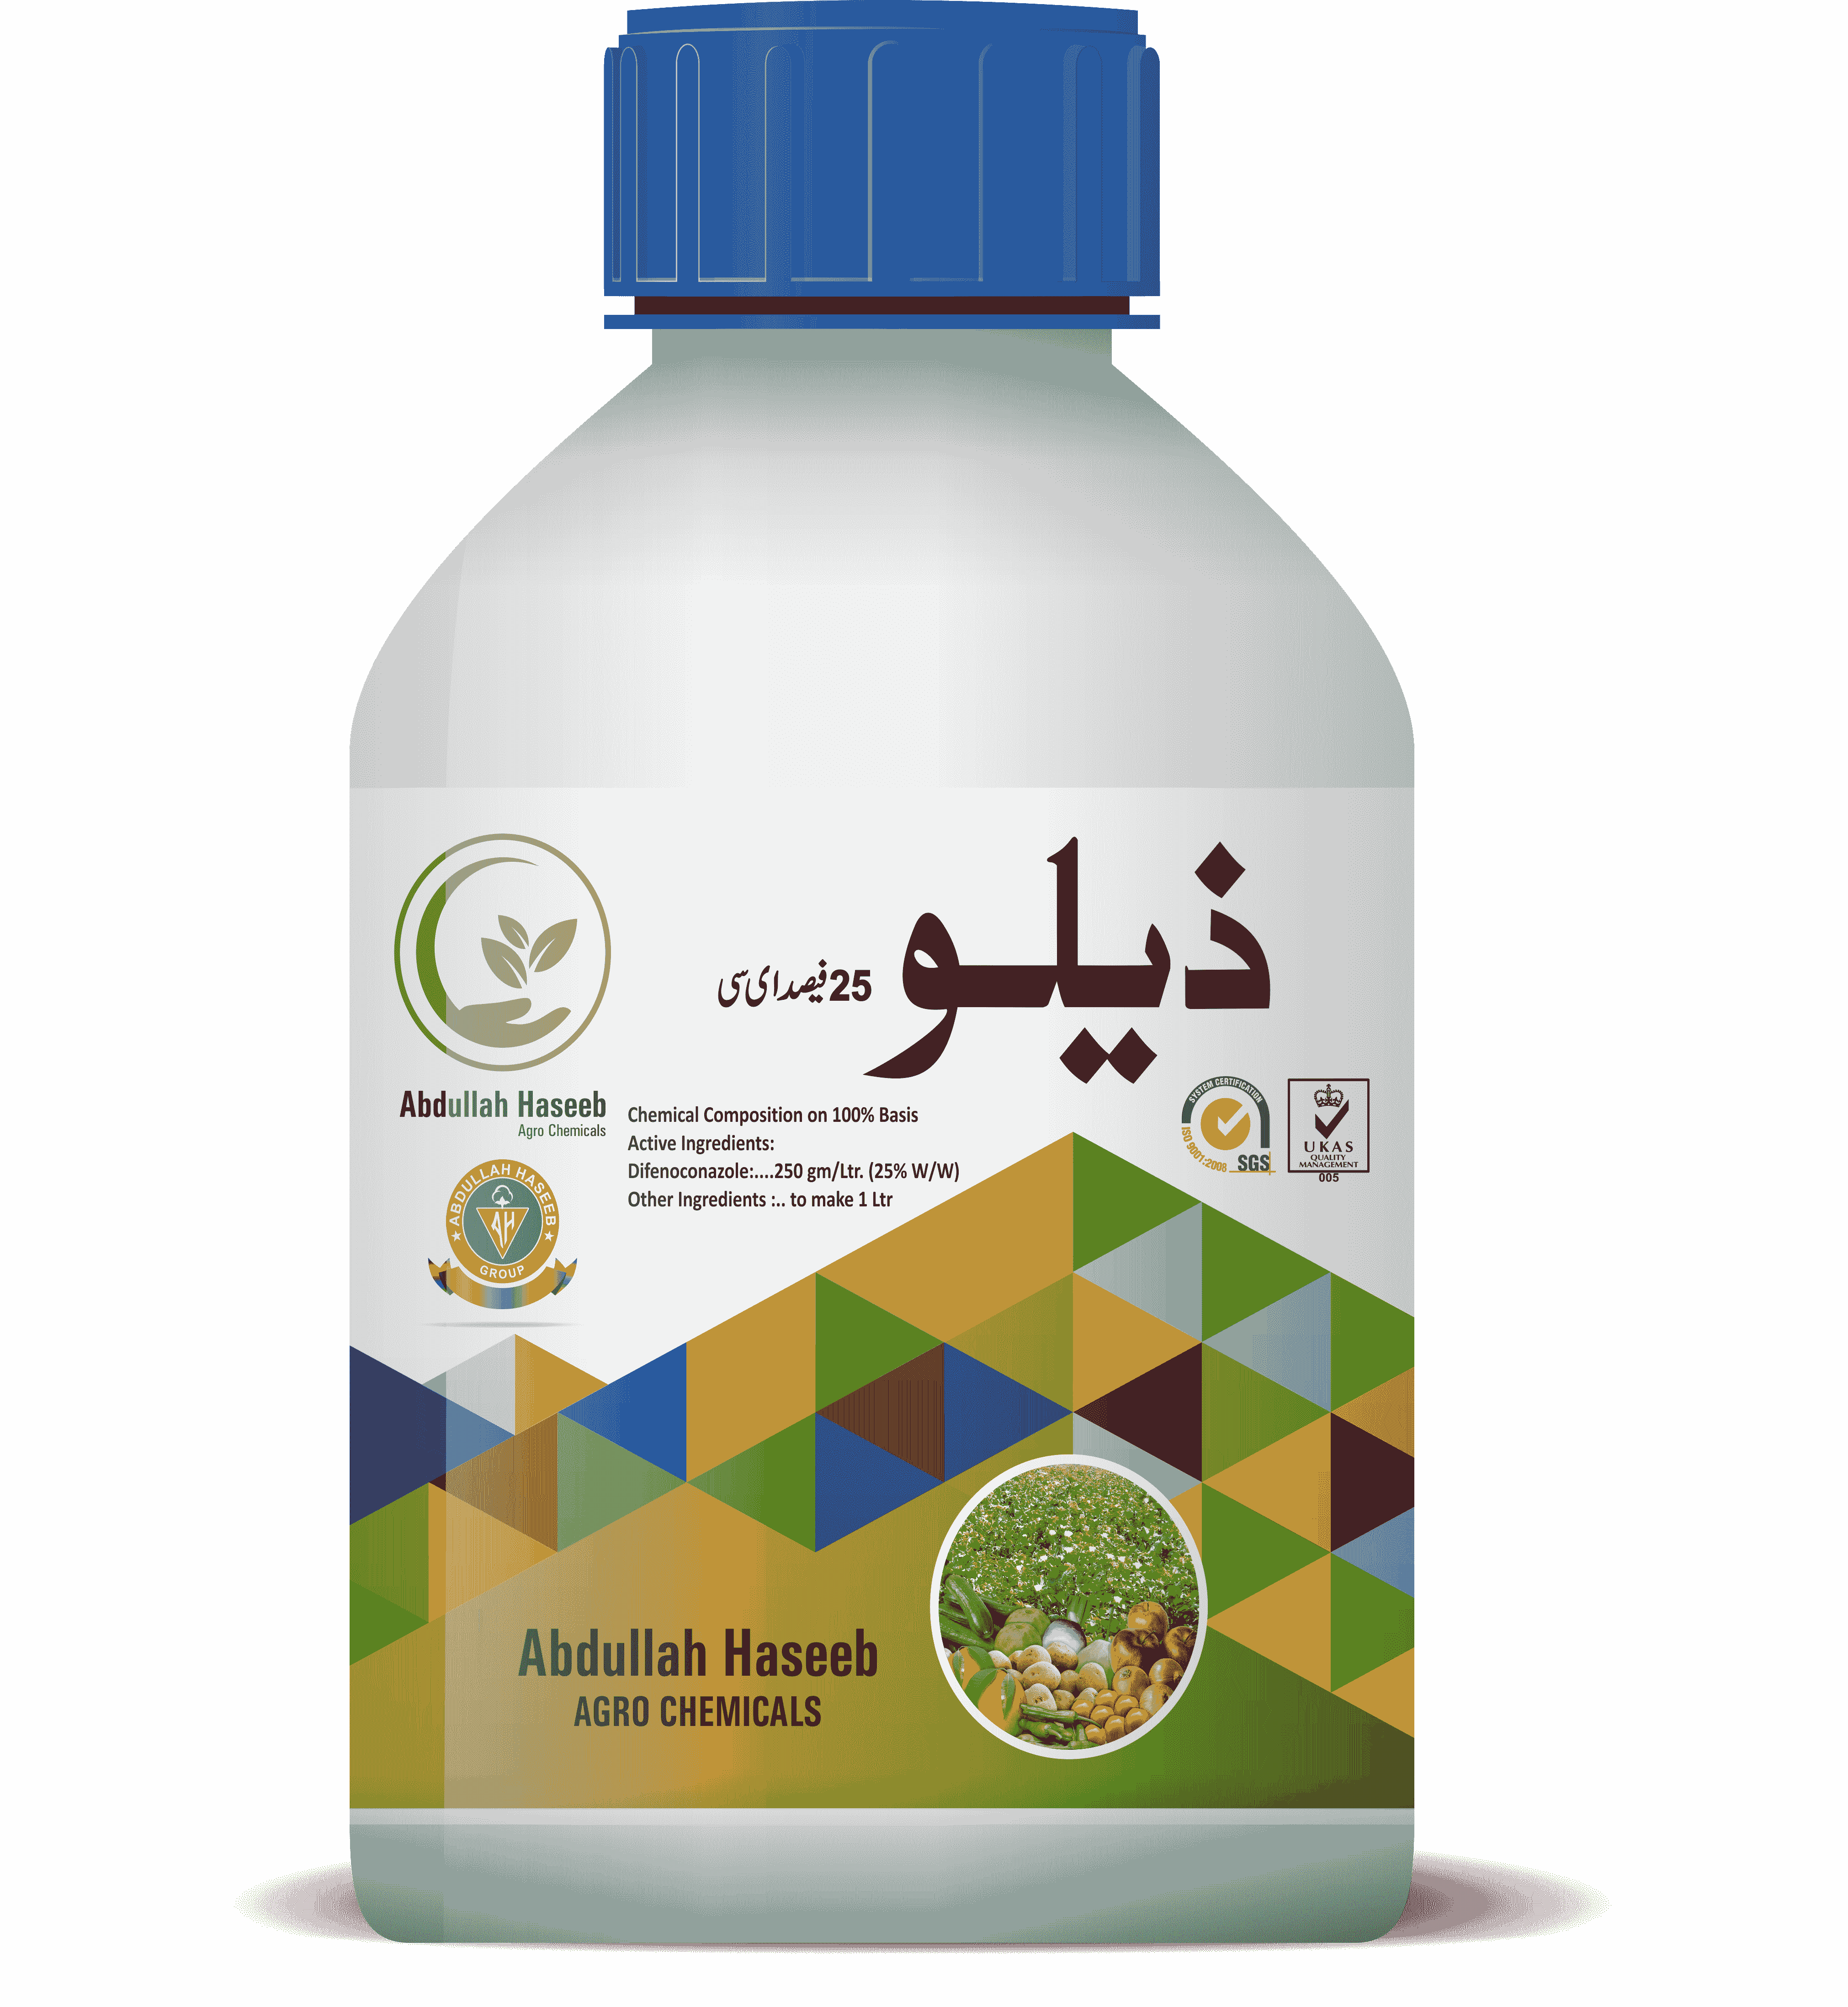 ذیلو 25 فیصد ای سی
Abdullah Haseeb
Agro Chemicals
ABDULLAH HASEEB
AH
GROUP
Chemical Composition on 100% Basis
Active Ingredients:
Difenoconazole:....250 gm/Ltr. (25% W/W)
Other Ingredients :.. to make 1 Ltr
SYSTEM CERTIFICATION
ISO 9001:2008
SGS
UKAS
QUALITY
MANAGEMENT
005
Abdullah Haseeb
AGRO CHEMICALS